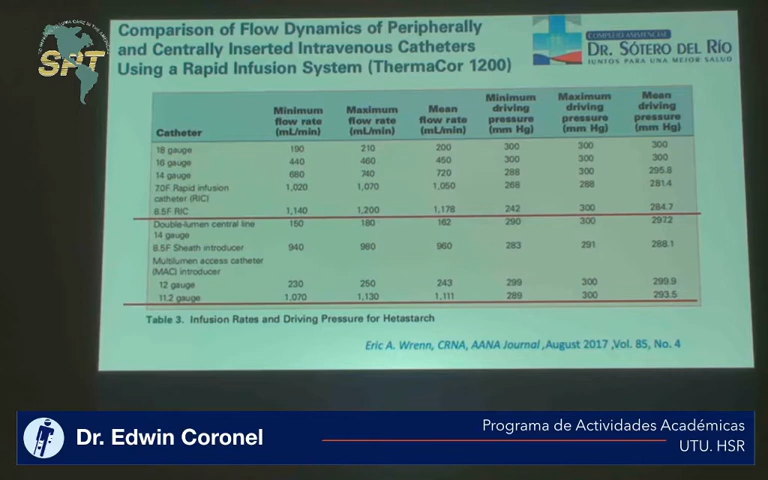 Comparison of Flow Dynamics of Peripherally
and Centrally Inserted Intravenous Catheters
Using a Rapid Infusion System (ThermaCor 1200)
SPT
COMPLEJO ASISTENCIAL
DR. SÓTERO DEL RÍO
JUNTOS PARA UNA MEJOR SALUD
Catheter Minimum flow rate (mL/min) Maximum flow rate (mL/min) Mean flow rate (mL/min) Minimum driving pressure (mm Hg) Maximum driving pressure (mm Hg) Mean driving pressure (mm Hg)
18 gauge 190 210 200 300 300 300
16 gauge 440 460 450 300 300 300
14 gauge 680 740 720 288 300 295.8
7.0F Rapid infusion 1,020 1,070 1,050 268 288 281.4
catheter (RIC)
8.5F RIC 1,140 1,200 1,178 242 300 284.7
Double-lumen central line 150 180 162 290 300 297.2
14 gauge
8.5F Sheath introducer 940 980 960 283 291 288.1
Multilumen access catheter
(MAC) introducer
12 gauge 230 250 243 299 300 299.9
11.2 gauge 1,070 1,130 1,111 289 300 293.5
Table 3. Infusion Rates and Driving Pressure for Hetastarch
Eric A. Wrenn, CRNA, AANA Journal ,August 2017 ,Vol. 85, No. 4
Dr. Edwin Coronel
Programa de Actividades Académicas
UTU. HSR